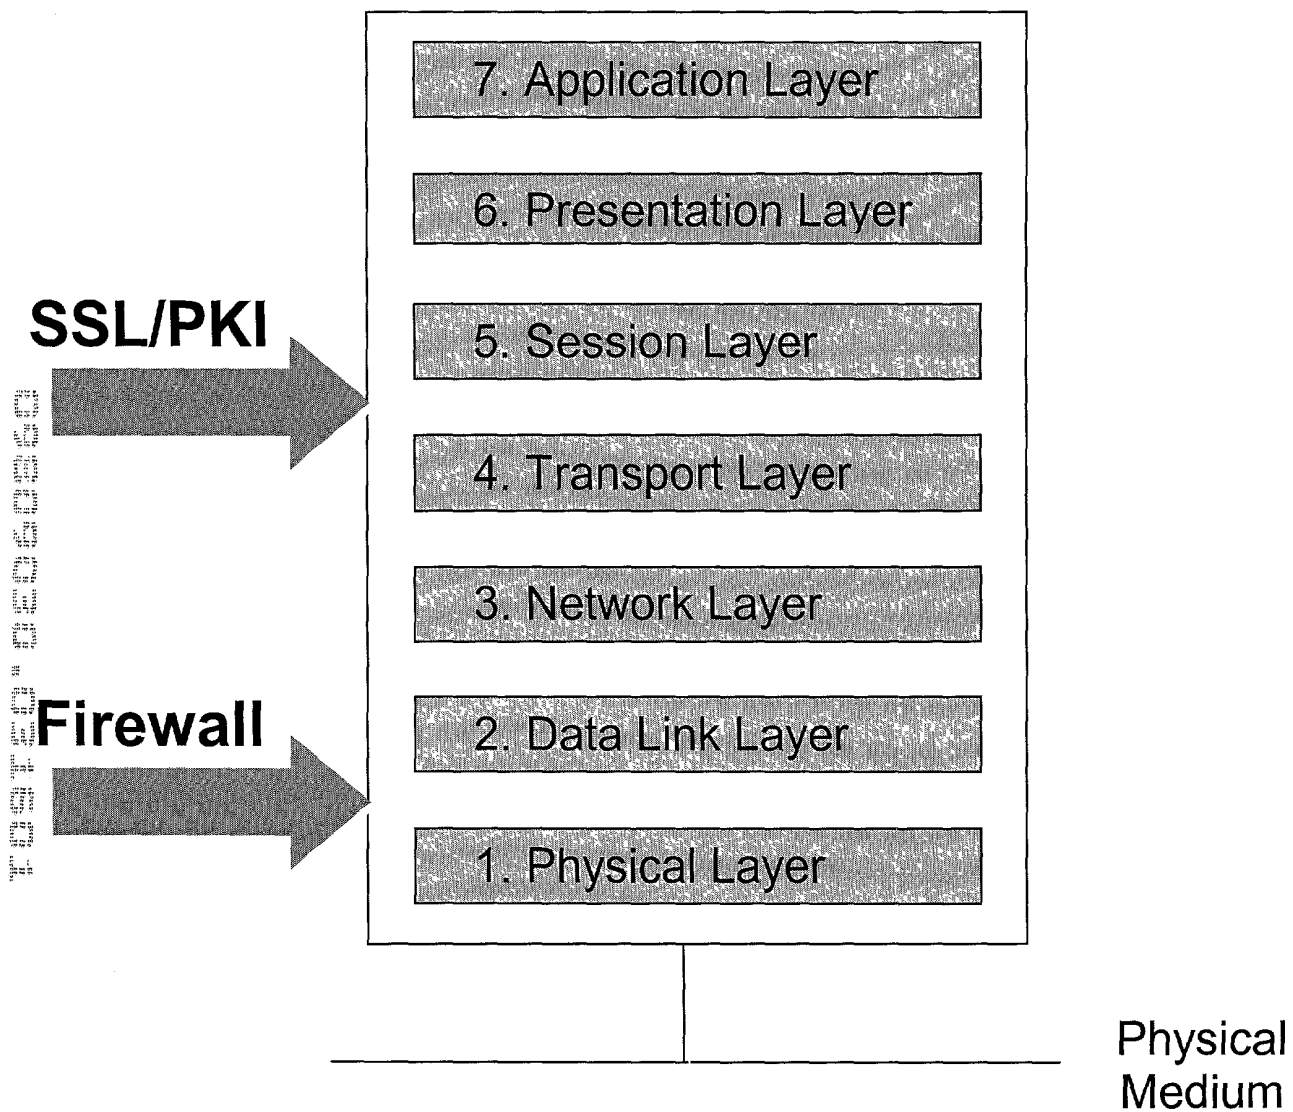 7. Application Layer
6. Presentation Layer
SSL/PKI
5. Session Layer
4. Transport Layer
3. Network Layer
Firewall
2. Data Link Layer
1. Physical Layer
Physical
Medium